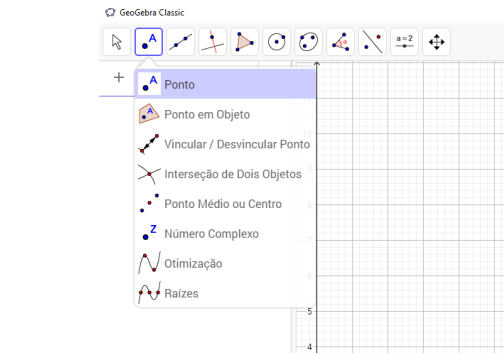 GeoGebra Classic
A
a=2
Ponto
A
Ponto em Objeto
Vincular / Desvincular Ponto
Interseção de Dois Objetos
Ponto Médio ou Centro
Z
Número Complexo
Otimização
Raízes
5
4